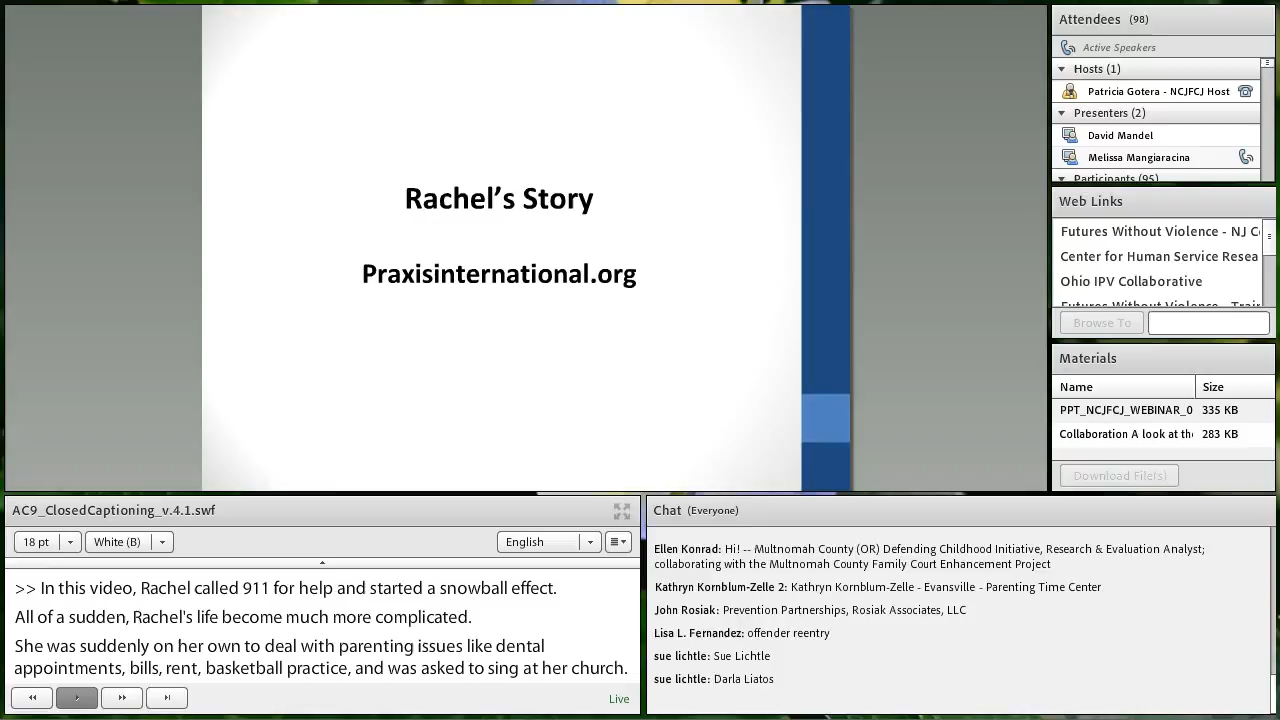 Rachel's Story
Praxisinternational.org
Attendees (98)
Active Speakers
Hosts (1)
Patricia Gotera - NCJFCJ Host
Presenters (2)
David Mandel
Melissa Mangiaracina
Participants (95)
Web Links
Futures Without Violence - NJ C
Center for Human Service Resea
Ohio IPV Collaborative
Futures Without Violence - Train
Browse To
Materials
Name Size
PPT_NCJFCJ_WEBINAR_0 335 KB
Collaboration A look at the 283 KB
Download File(s)
AC9_ClosedCaptioning_v.4.1.swf
18 pt White (B) English
>> In this video, Rachel called 911 for help and started a snowball effect.
All of a sudden, Rachel's life become much more complicated.
She was suddenly on her own to deal with parenting issues like dental
appointments, bills, rent, basketball practice, and was asked to sing at her church.
Live
Chat (Everyone)
Ellen Konrad: Hi! -- Multnomah County (OR) Defending Childhood Initiative, Research & Evaluation Analyst;
collaborating with the Multnomah County Family Court Enhancement Project
Kathryn Kornblum-Zelle 2: Kathryn Kornblum-Zelle - Evansville - Parenting Time Center
John Rosiak: Prevention Partnerships, Rosiak Associates, LLC
Lisa L. Fernandez: offender reentry
sue lichtle: Sue Lichtle
sue lichtle: Darla Liatos